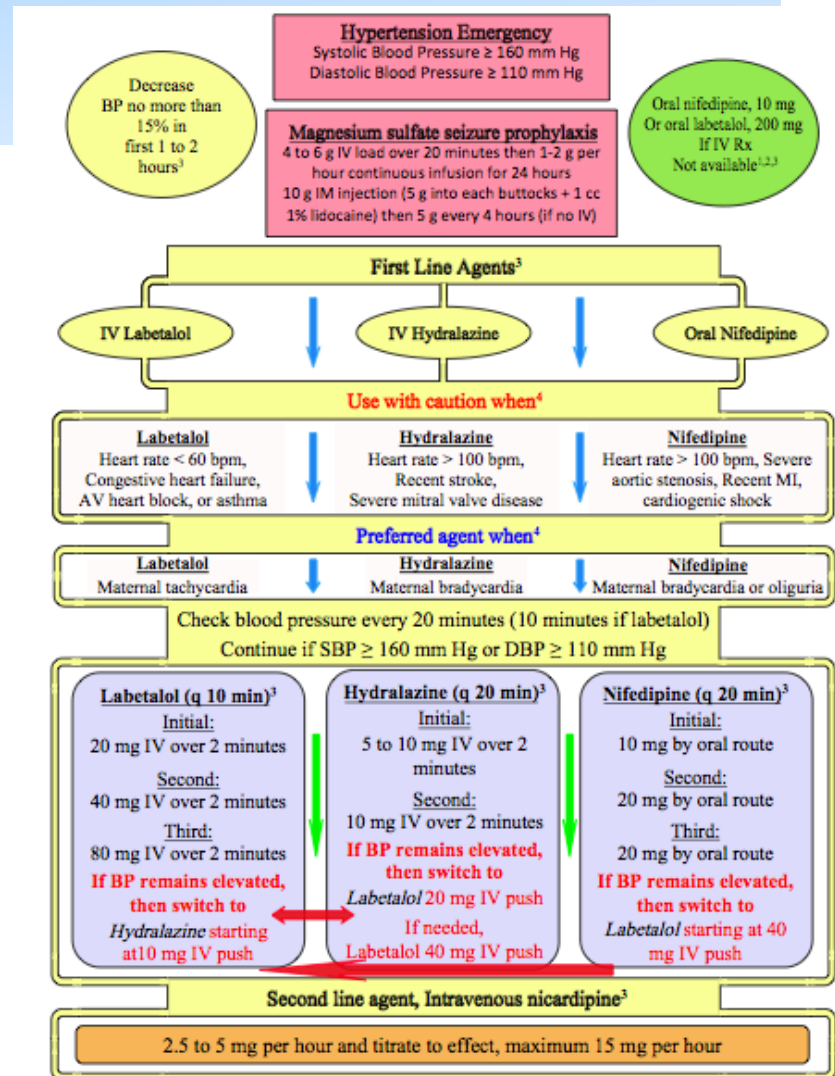 Hypertension Emergency
Systolic Blood Pressure ≥ 160 mm Hg
Diastolic Blood Pressure ≥ 110 mm Hg
Decrease
BP no more than
15% in
first 1 to 2
hours³
Magnesium sulfate seizure prophylaxis
4 to 6 g IV load over 20 minutes then 1-2 g per
hour continuous infusion for 24 hours
10 g IM injection (5 g into each buttocks + 1 cc
1% lidocaine) then 5 g every 4 hours (if no IV)
Oral nifedipine, 10 mg
Or oral labetalol, 200 mg
If IV Rx
Not available¹,²,³
First Line Agents³
IV Labetalol
IV Hydralazine
Oral Nifedipine
Use with caution when⁴
Labetalol
Heart rate < 60 bpm,
Congestive heart failure,
AV heart block, or asthma
Hydralazine
Heart rate > 100 bpm,
Recent stroke,
Severe mitral valve disease
Nifedipine
Heart rate > 100 bpm, Severe
aortic stenosis, Recent MI,
cardiogenic shock
Preferred agent when⁴
Labetalol
Maternal tachycardia
Hydralazine
Maternal bradycardia
Nifedipine
Maternal bradycardia or oliguria
Check blood pressure every 20 minutes (10 minutes if labetalol)
Continue if SBP ≥ 160 mm Hg or DBP ≥ 110 mm Hg
Labetalol (q 10 min)³
Initial:
20 mg IV over 2 minutes
Second:
40 mg IV over 2 minutes
Third:
80 mg IV over 2 minutes
If BP remains elevated,
then switch to
Hydralazine starting
at10 mg IV push
Hydralazine (q 20 min)³
Initial:
5 to 10 mg IV over 2
minutes
Second:
10 mg IV over 2 minutes
If BP remains elevated,
then switch to
Labetalol 20 mg IV push
If needed,
Labetalol 40 mg IV push
Nifedipine (q 20 min)³
Initial:
10 mg by oral route
Second:
20 mg by oral route
Third:
20 mg by oral route
If BP remains elevated,
then switch to
Labetalol starting at 40
mg IV push
Second line agent, Intravenous nicardipine³
2.5 to 5 mg per hour and titrate to effect, maximum 15 mg per hour